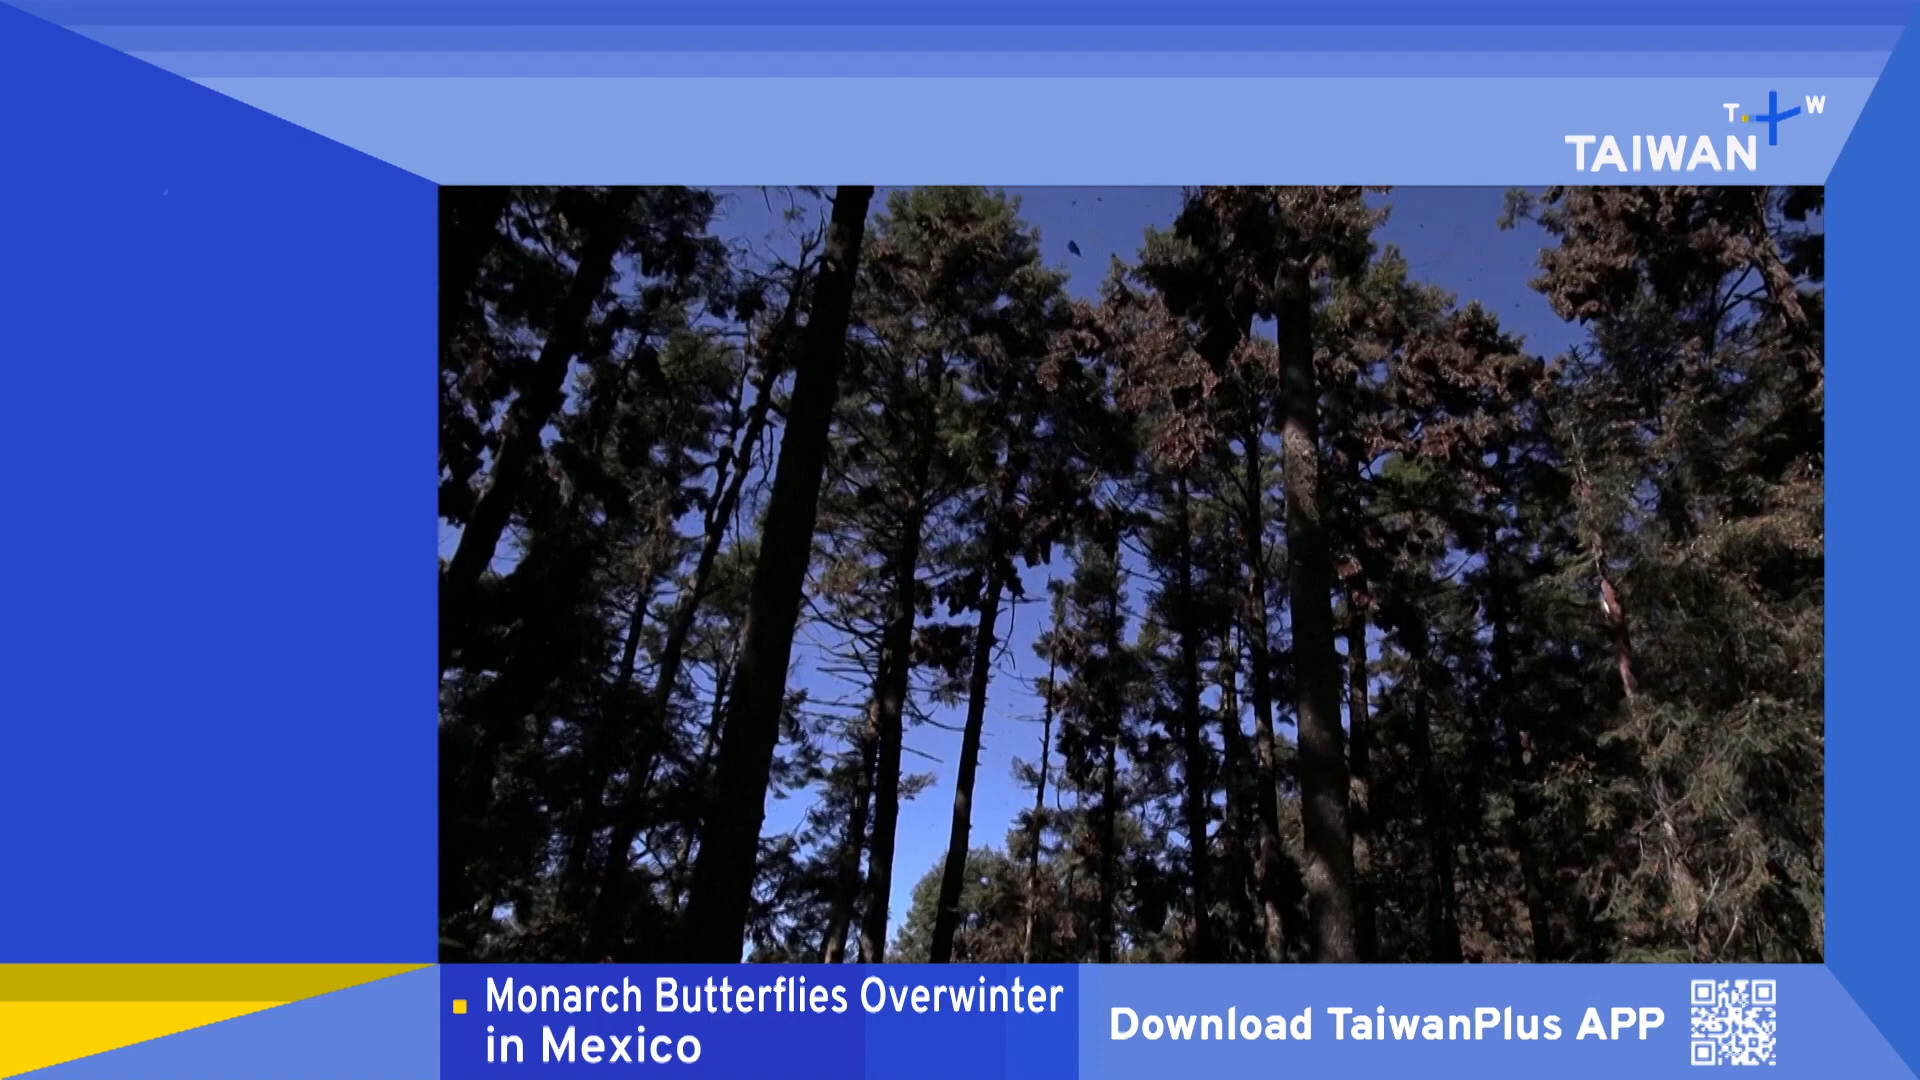 T. W
TAIWAN
Monarch Butterflies Overwinter
in Mexico
Download TaiwanPlus APP